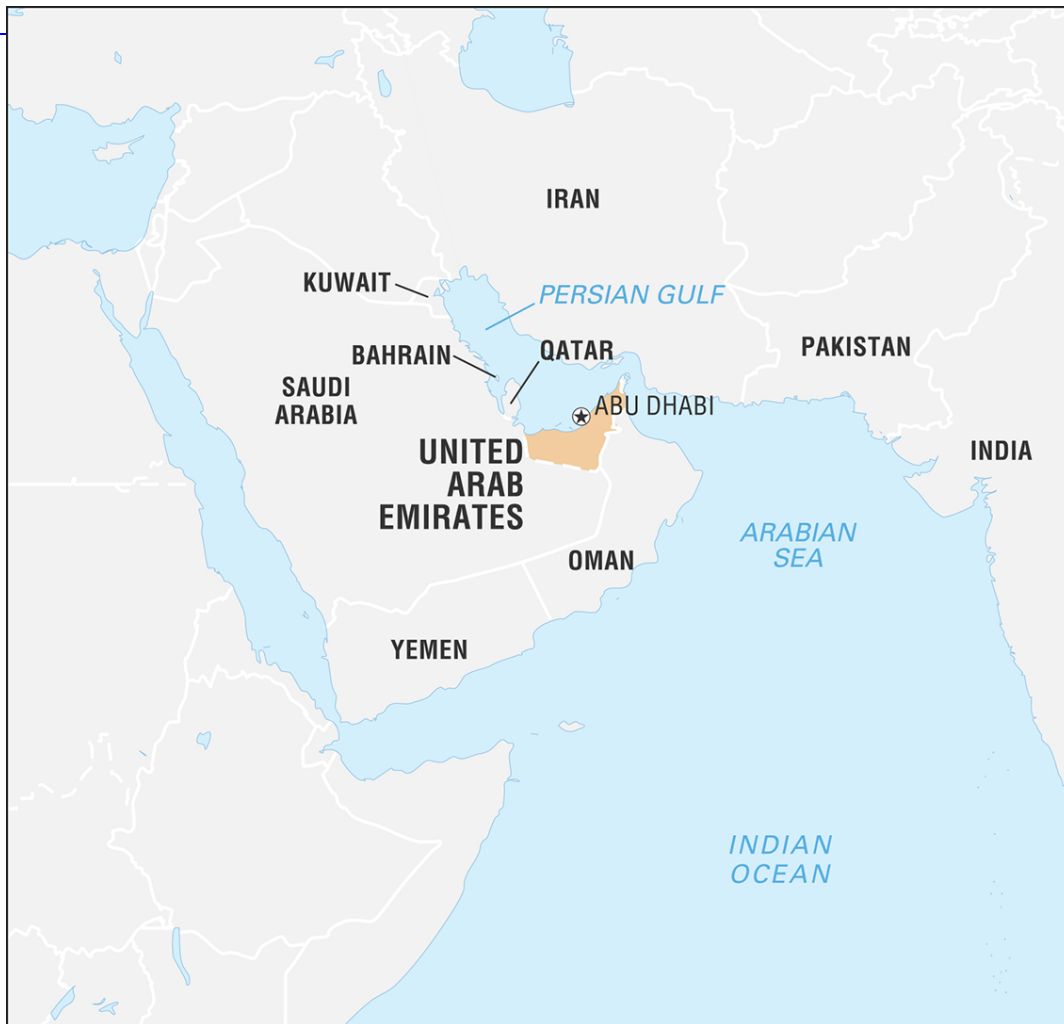 IRAN
KUWAIT
PERSIAN GULF
BAHRAIN
QATAR
PAKISTAN
SAUDI
ARABIA
ABU DHABI
UNITED
ARAB
EMIRATES
INDIA
ARABIAN
SEA
OMAN
YEMEN
INDIAN
OCEAN